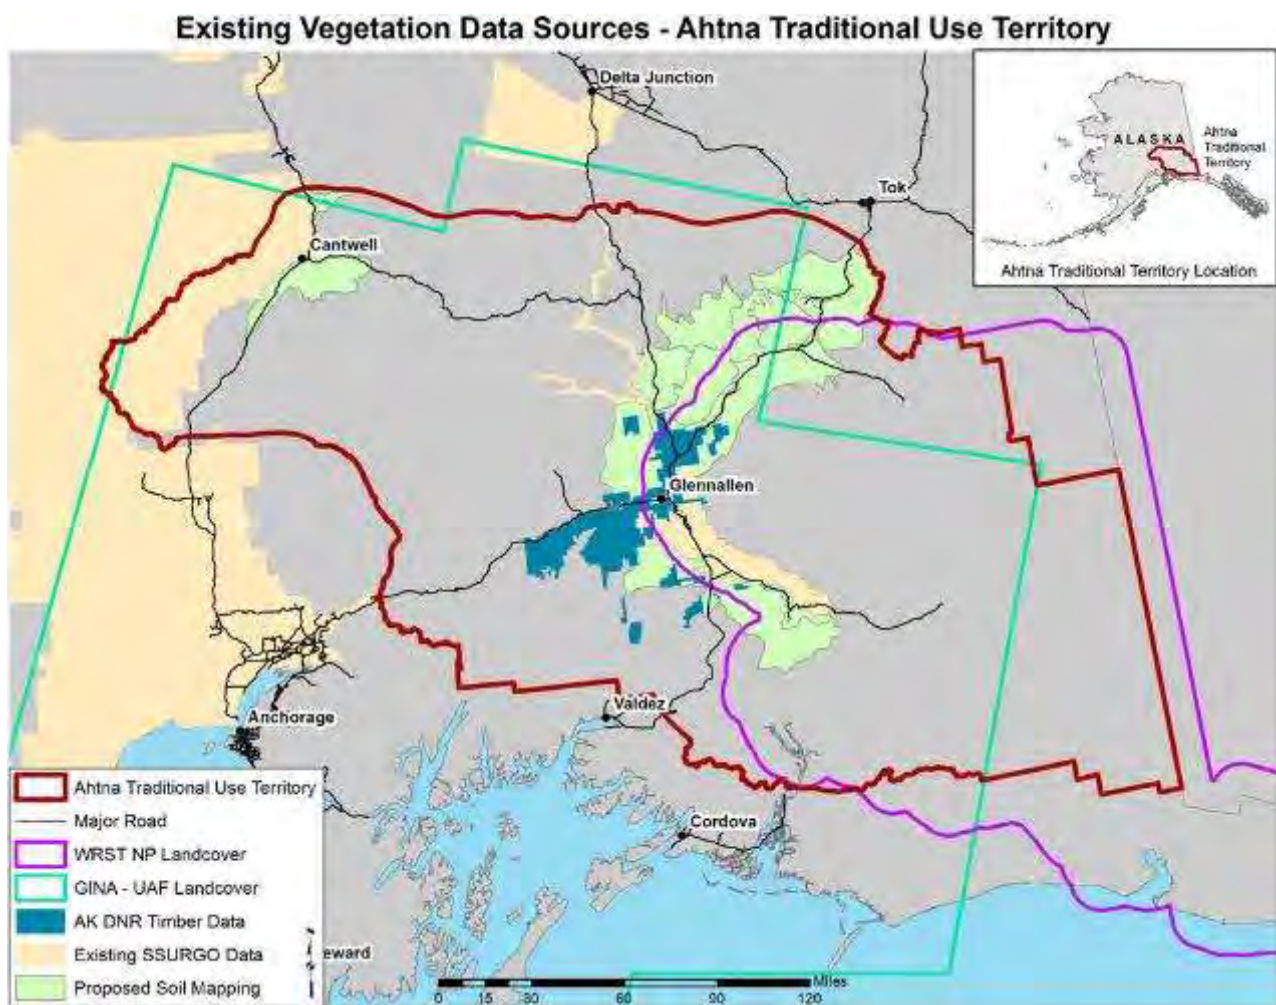 Existing Vegetation Data Sources - Ahtna Traditional Use Territory
Delta Junction
ALASKA
Ahtna
Traditional
Territory
Ahtna Traditional Territory Location
Tok
Cantwell
Glennallen
Valdez
Anchorage
Cordova
eward
Ahtna Traditional Use Territory
Major Road
WRST NP Landcover
GINA - UAF Landcover
AK DNR Timber Data
Existing SSURGO Data
Proposed Soil Mapping
Miles
0 15 30 60 90 120